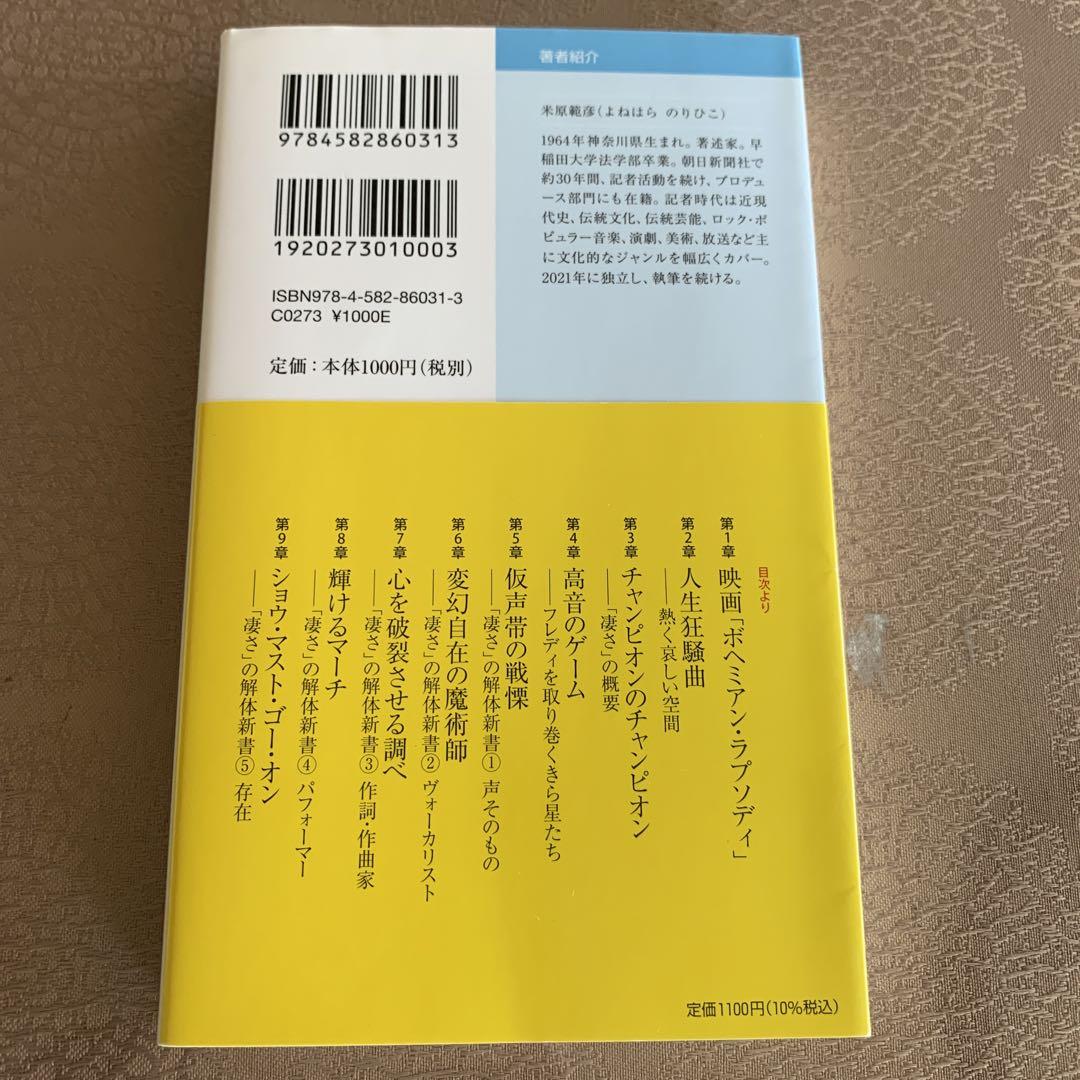 9784582860313
1920273010003
ISBN978-4-582-86031-3
C0273 ¥1000E
定価：本体1000円（税別）
著者紹介
米原範彦（よねはら のりひこ）
1964年神奈川県生まれ。著述家。早
稲田大学法学部卒業。朝日新聞社で
約30年間、記者活動を続け、プロデュ
ース部門にも在籍。記者時代は近現
代史、伝統文化、伝統芸能、ロック・ポ
ピュラー音楽、演劇、美術、放送など主
に文化的なジャンルを幅広くカバー。
2021年に独立し、執筆を続ける。
目次より
第1章 映画「ボヘミアン・ラプソディ」
第2章 人生狂騒曲
――熱く哀しい空間
第3章 チャンピオンのチャンピオン
――「凄さ」の概要
第4章 高音のゲーム
――フレディを取り巻くきら星たち
第5章 仮声帯の戦慄
――「凄さ」の解体新書① 声そのもの
第6章 変幻自在の魔術師
――「凄さ」の解体新書② ヴォーカリスト
第7章 心を破裂させる調べ
――「凄さ」の解体新書③ 作詞・作曲家
第8章 輝けるマーチ
――「凄さ」の解体新書④ パフォーマー
第9章 ショウ・マスト・ゴー・オン
――「凄さ」の解体新書⑤ 存在
定価1100円（10%税込）